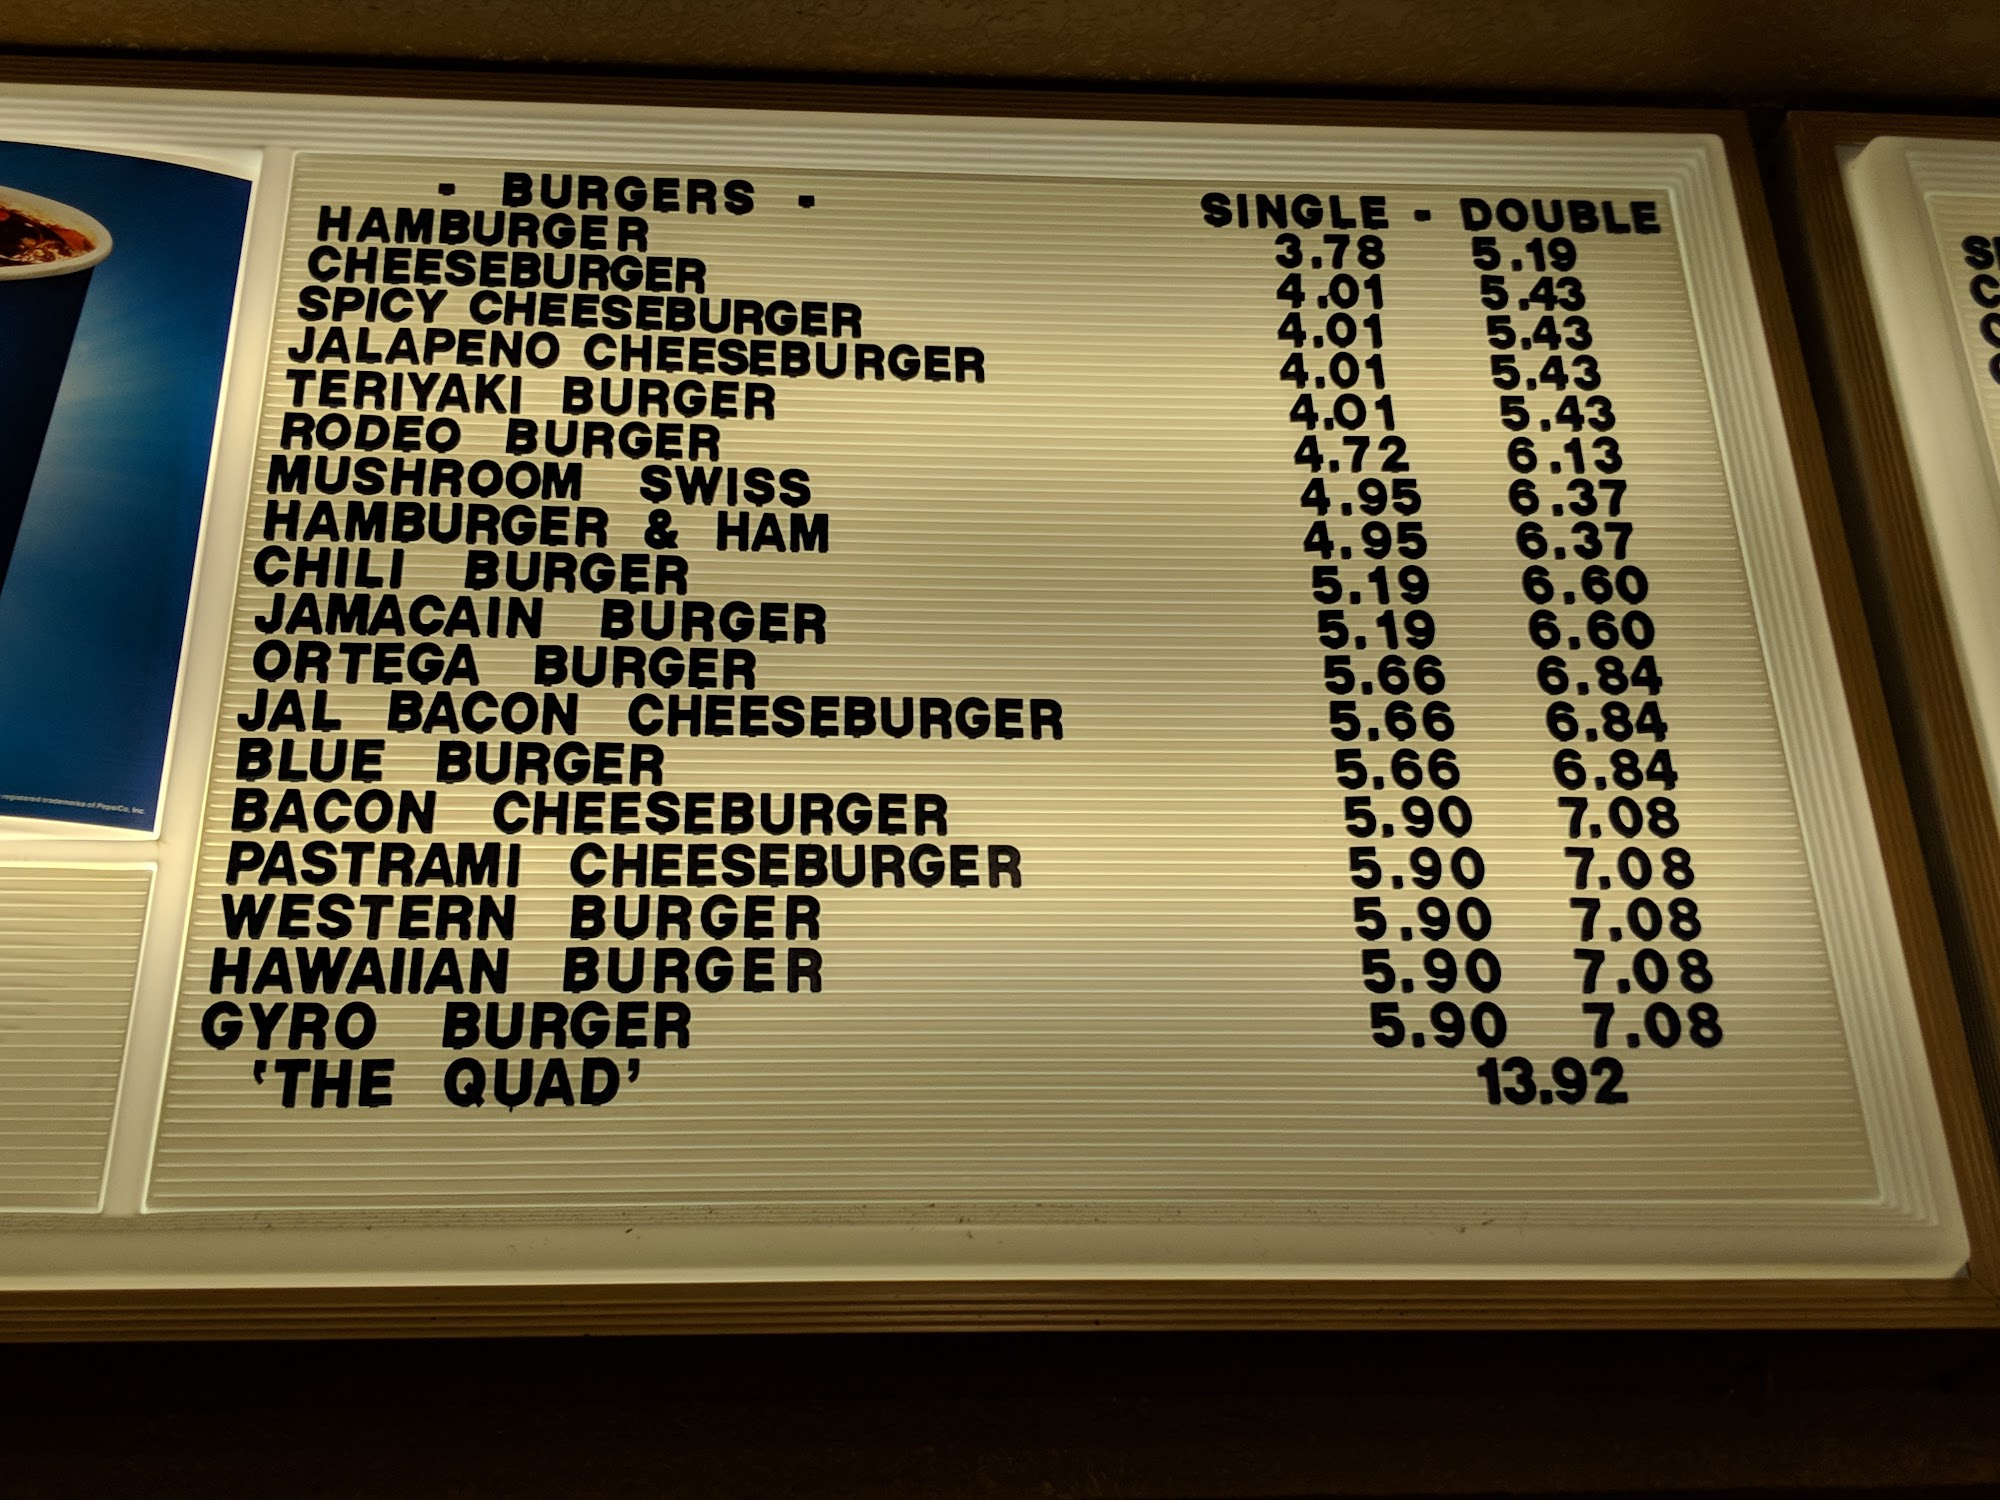 - BURGERS - SINGLE - DOUBLE
HAMBURGER 3.78 5.19
CHEESEBURGER 4.01 5.43
SPICY CHEESEBURGER 4.01 5.43
JALAPENO CHEESEBURGER 4.01 5.43
TERIYAKI BURGER 4.01 5.43
RODEO BURGER 4.72 6.13
MUSHROOM SWISS 4.95 6.37
HAMBURGER & HAM 4.95 6.37
CHILI BURGER 5.19 6.60
JAMACAIN BURGER 5.19 6.60
ORTEGA BURGER 5.66 6.84
JAL BACON CHEESEBURGER 5.66 6.84
BLUE BURGER 5.66 6.84
BACON CHEESEBURGER 5.90 7.08
PASTRAMI CHEESEBURGER 5.90 7.08
WESTERN BURGER 5.90 7.08
HAWAIIAN BURGER 5.90 7.08
GYRO BURGER 5.90 7.08
'THE QUAD' 13.92
registered trademarks of PepsiCo, Inc.